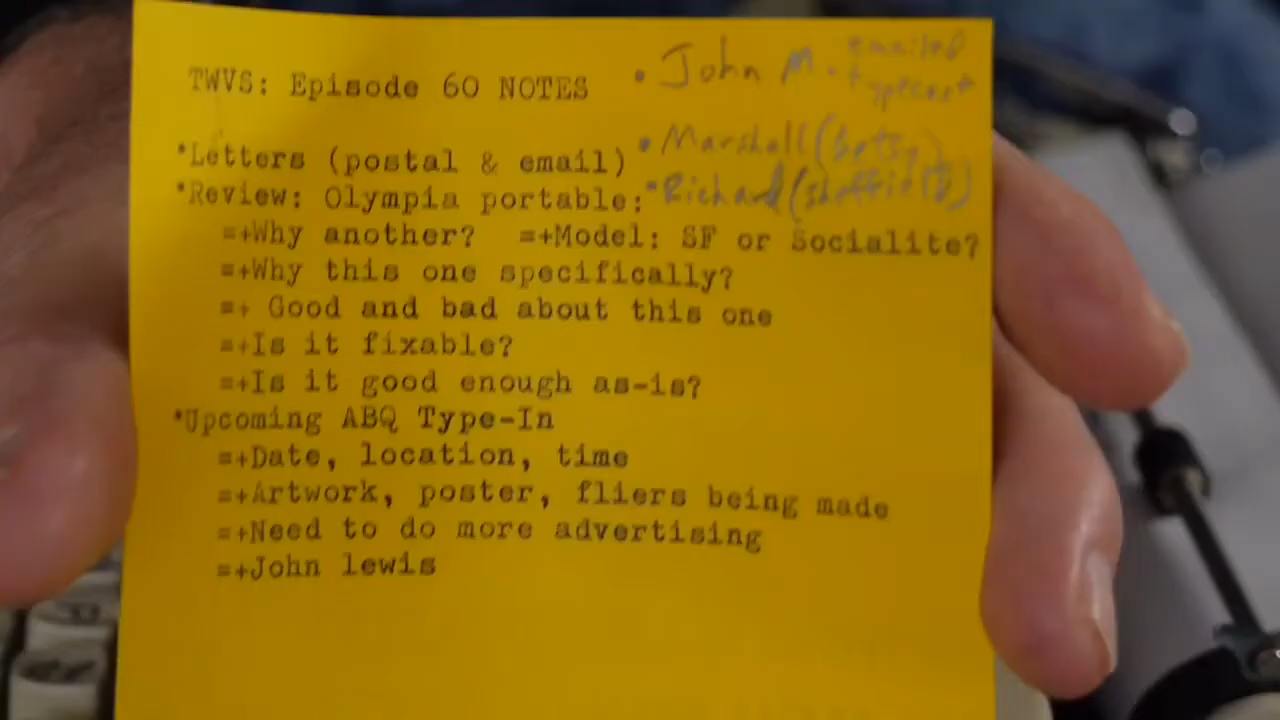 TWVS: Episode 60 NOTES
• John M. - emailed typecast
*Letters (postal & email)
• Marshall (betsy)
*Review: Olympia portable:
• Richard (
=+Why another? =+Model: SF or Socialite?
=+Why this one specifically?
=+ Good and bad about this one
=+Is it fixable?
=+Is it good enough as-is?
*Upcoming ABQ Type-In
=+Date, location, time
=+Artwork, poster, fliers being made
=+Need to do more advertising
=+John lewis